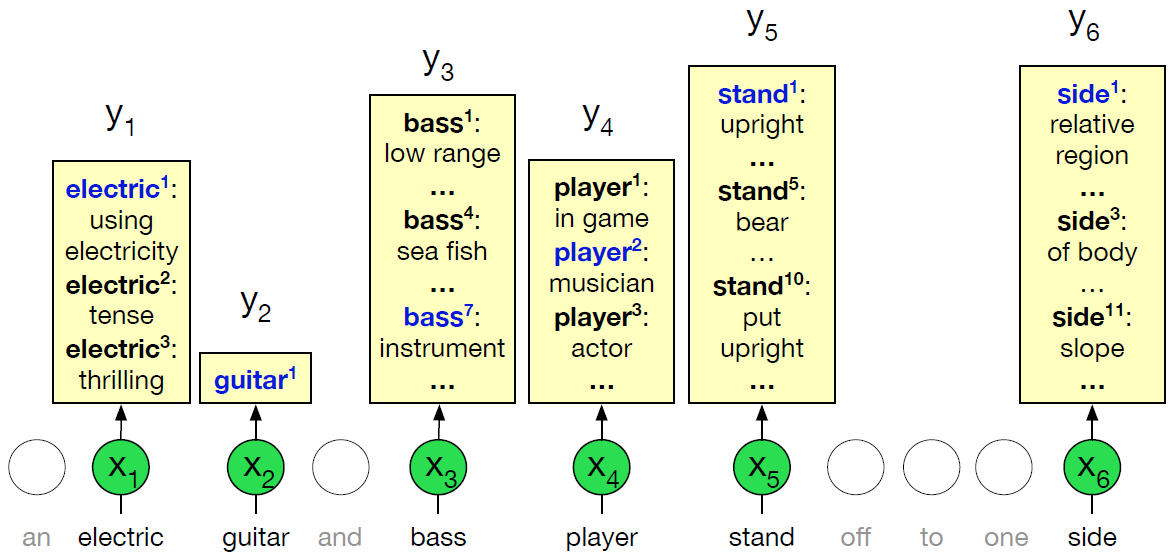 y1
electric1:
using
electricity
electric2:
tense
electric3:
thrilling
y2
guitar1
y3
bass1:
low range
...
bass4:
sea fish
...
bass7:
instrument
...
y4
player1:
in game
player2:
musician
player3:
actor
...
y5
stand1:
upright
...
stand5:
bear
...
stand10:
put
upright
...
y6
side1:
relative
region
...
side3:
of body
...
side11:
slope
...
x1 x2 x3 x4 x5 x6
an electric guitar and bass player stand off to one side